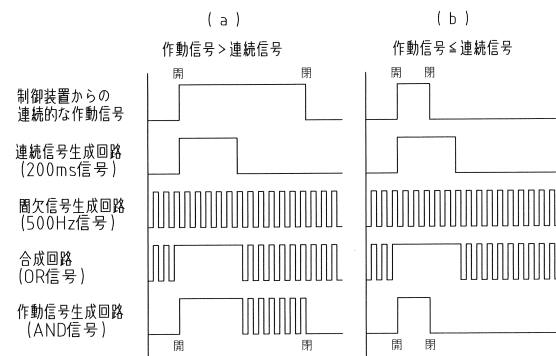 (a)
(b)
作動信号>連続信号
作動信号≦連続信号
開
閉
開
閉
制御装置からの
連続的な作動信号
連続信号生成回路
(200ms信号)
間欠信号生成回路
(500Hz信号)
合成回路
(OR信号)
作動信号生成回路
(AND信号)
開
閉
開
閉